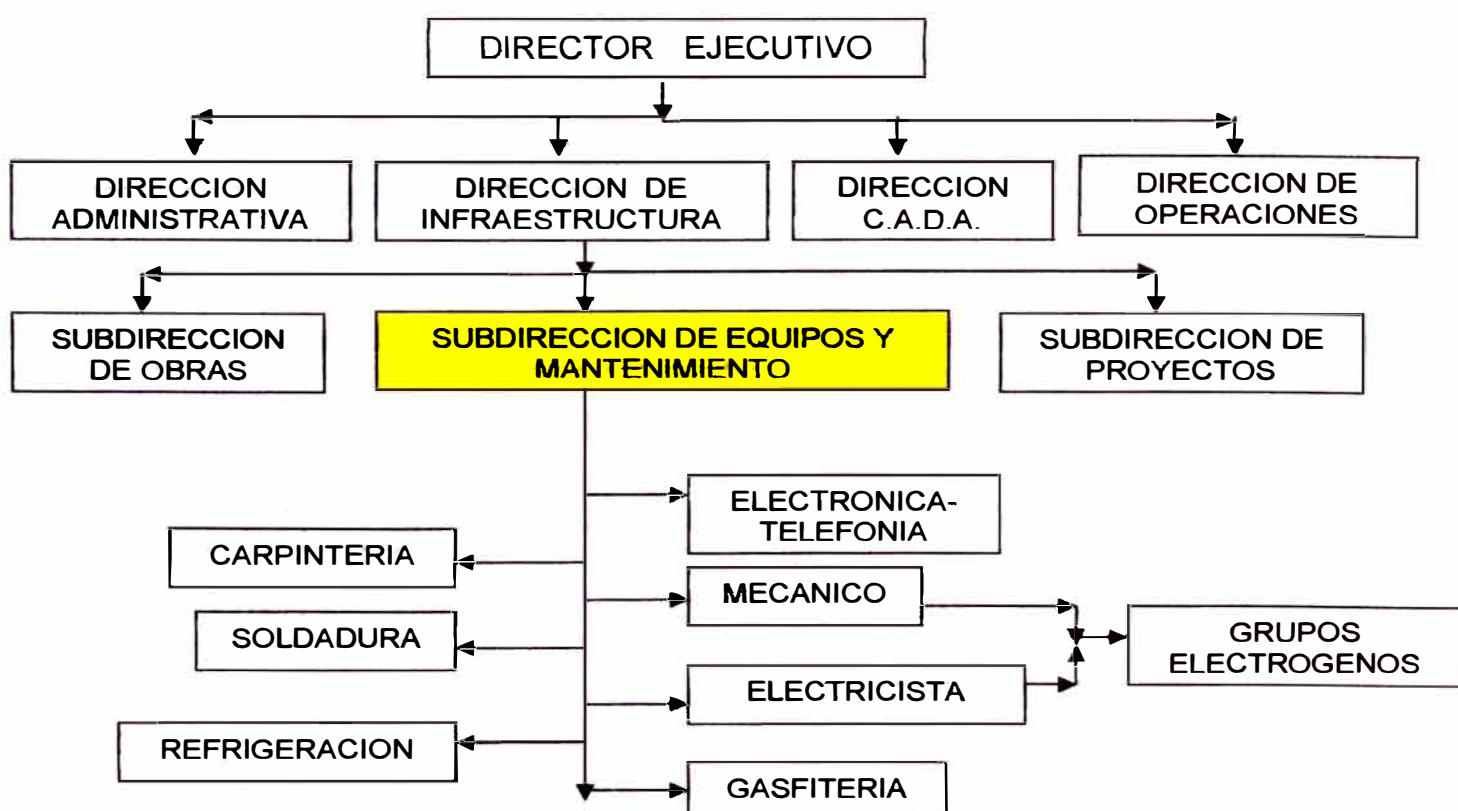 DIRECTOR EJECUTIVO
DIRECCION
ADMINISTRATIVA
DIRECCION DE
INFRAESTRUCTURA
DIRECCION
C.A.D.A.
DIRECCION DE
OPERACIONES
SUBDIRECCION
DE OBRAS
SUBDIRECCION DE EQUIPOS Y
MANTENIMIENTO
SUBDIRECCION DE
PROYECTOS
ELECTRONICA-
TELEFONIA
CARPINTERIA
MECANICO
SOLDADURA
GRUPOS
ELECTROGENOS
ELECTRICISTA
REFRIGERACION
GASFITERIA